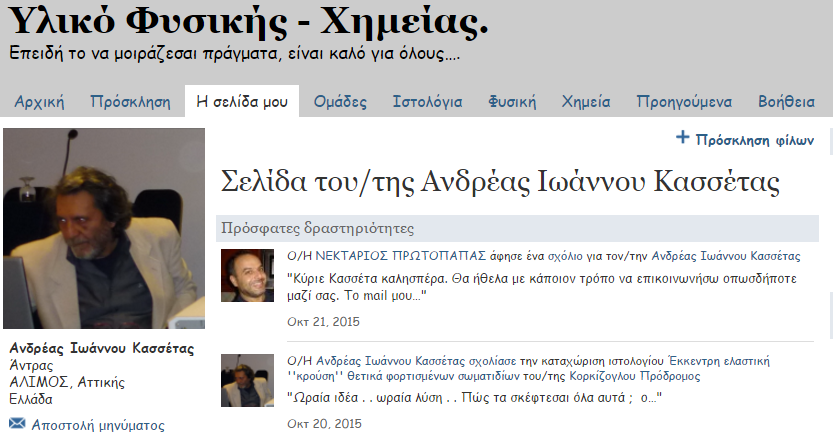 Υλικό Φυσικής - Χημείας.
Επειδή το να μοιράζεσαι πράγματα, είναι καλό για όλους....
Αρχική Πρόσκληση Η σελίδα μου Ομάδες Ιστολόγια Φυσική Χημεία Προηγούμενα Βοήθεια
+ Πρόσκληση φίλων
Σελίδα του/της Ανδρέας Ιωάννου Κασσέτας
Πρόσφατες δραστηριότητες
Ο/Η ΝΕΚΤΑΡΙΟΣ ΠΡΩΤΟΠΑΠΑΣ άφησε ένα σχόλιο για τον/την Ανδρέας Ιωάννου Κασσέτας
"Κύριε Κασσέτα καλησπέρα. Θα ήθελα με κάποιον τρόπο να επικοινωνήσω οπωσδήποτε
μαζί σας. Το mail μου..."
Οκτ 21, 2015
Ο/Η Ανδρέας Ιωάννου Κασσέτας σχολίασε την καταχώριση ιστολογίου Έκκεντρη ελαστική
''κρούση'' θετικά φορτισμένων σωματιδίων του/της Κορκίζογλου Πρόδρομος
"Ωραία ιδέα . . ωραία λύση . . Πώς τα σκέφτεσαι όλα αυτά ; ο..."
Οκτ 20, 2015
Ανδρέας Ιωάννου Κασσέτας
Άντρας
ΑΛΙΜΟΣ, Αττικής
Ελλάδα
Αποστολή μηνύματος